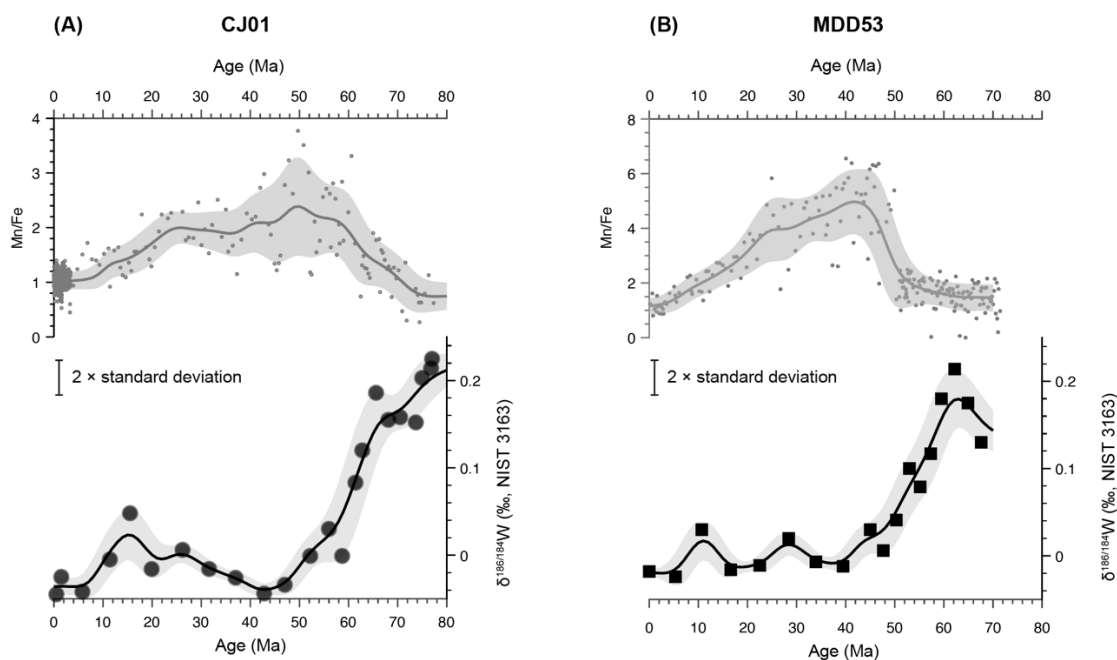 (A) CJ01
Age (Ma)
0 10 20 30 40 50 60 70 80
4
3
2
1
0
Mn/Fe
2 × standard deviation
0.2
0.1
0
δ186/184W (‰, NIST 3163)
0 10 20 30 40 50 60 70 80
Age (Ma)
(B) MDD53
Age (Ma)
0 10 20 30 40 50 60 70 80
8
6
4
2
0
Mn/Fe
2 × standard deviation
0.2
0.1
0
δ186/184W (‰, NIST 3163)
0 10 20 30 40 50 60 70 80
Age (Ma)